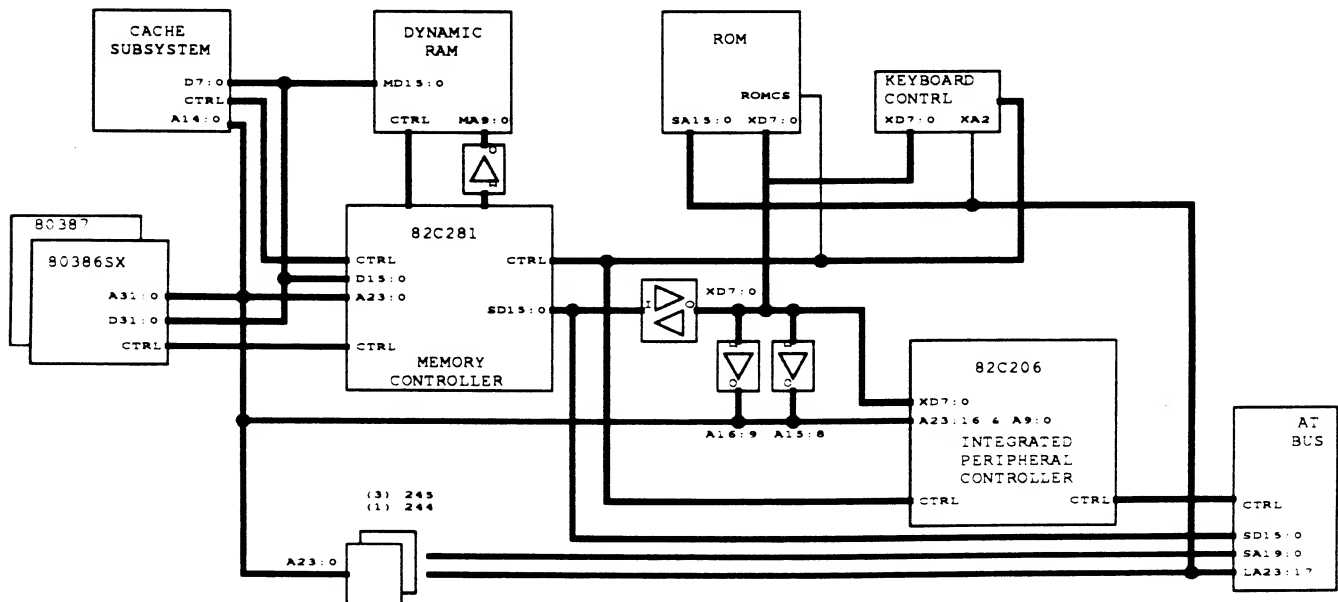 CACHE
SUBSYSTEM
D7:0
CTRL
A14:0
DYNAMIC
RAM
MD15:0
CTRL MA9:0
O
I
ROM
ROMCS
SA15:0 XD7:0
KEYBOARD
CONTRL
XD7:0 XA2
80387
80386SX
A31:0
D31:0
CTRL
82C281
CTRL
D15:0
A23:0
CTRL
CTRL
SD15:0
MEMORY
CONTROLLER
I O
XD7:0
I
O
I
O
A16:9 A15:8
82C206
XD7:0
A23:16 & A9:0
INTEGRATED
PERIPHERAL
CONTROLLER
CTRL CTRL
AT
BUS
CTRL
SD15:0
SA19:0
LA23:17
(3) 245
(1) 244
A23:0